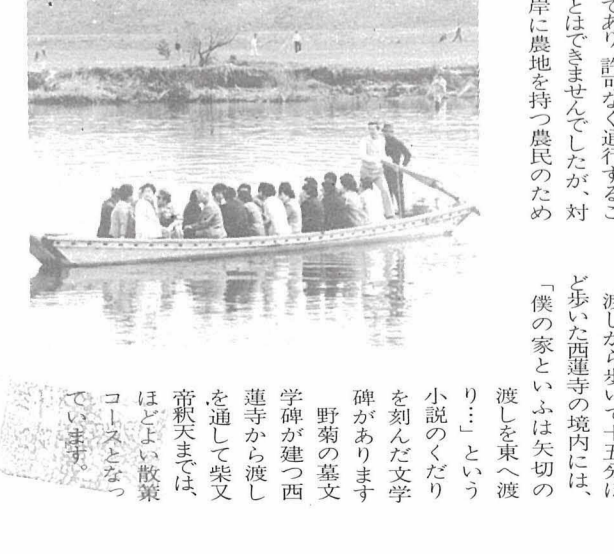 であり、許可なく通行するこ
とはできませんでしたが、対
岸に農地を持つ農民のため
渡しから歩いて十五分ほ
ど歩いた西蓮寺の境内には、
「僕の家といふは矢切の
渡しを東へ渡
り…」という
小説のくだり
を刻んだ文学
碑があります
野菊の墓文
学碑が建つ西
蓮寺から渡し
を通して柴又
帝釈天までは、
ほどよい散策
コースとなっ
ています。